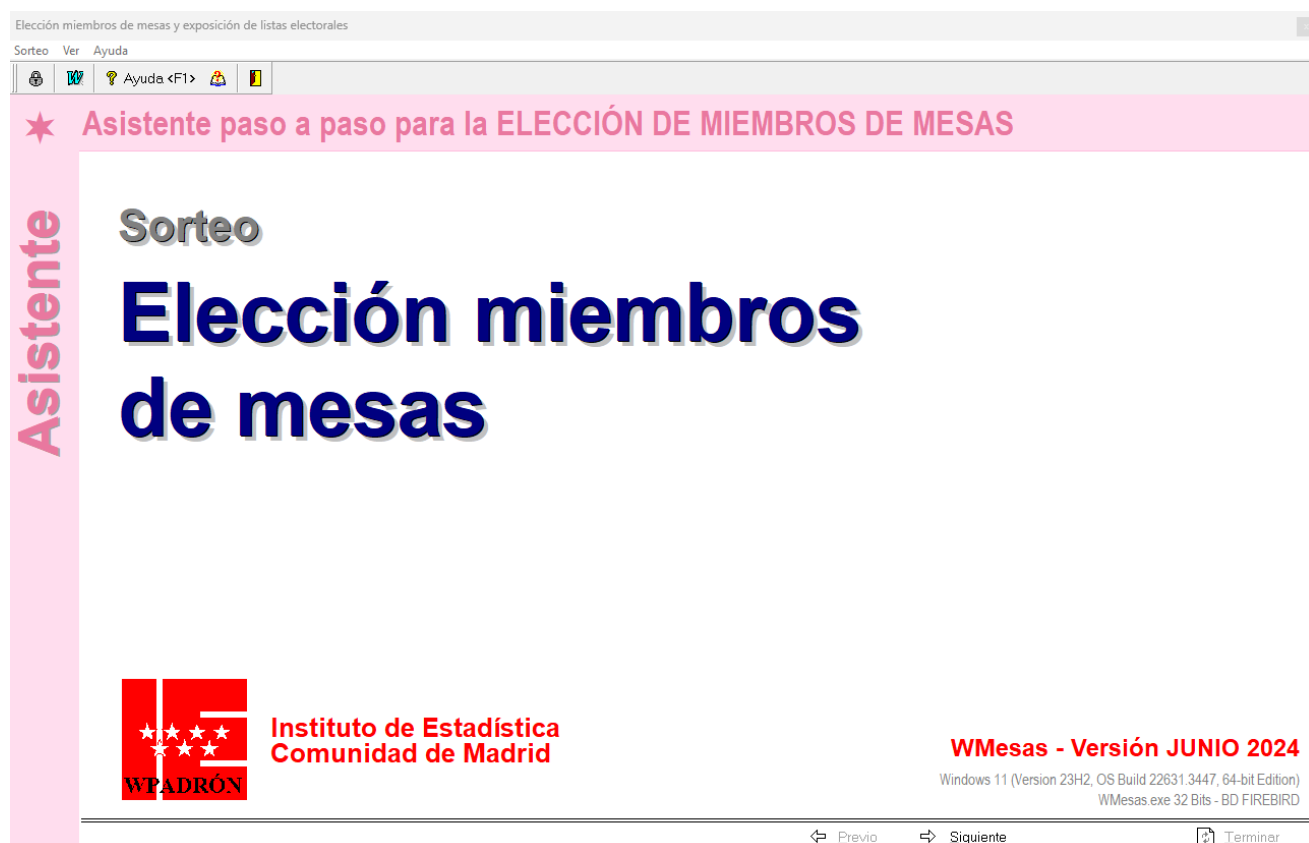 Elección miembros de mesas y exposición de listas electorales
Sorteo Ver Ayuda
Ayuda <F1>
Asistente paso a paso para la ELECCIÓN DE MIEMBROS DE MESAS
Asistente
Sorteo
Elección miembros
de mesas
WPADRÓN
Instituto de Estadística
Comunidad de Madrid
WMesas - Versión JUNIO 2024
Windows 11 (Version 23H2, OS Build 22631.3447, 64-bit Edition)
WMesas.exe 32 Bits - BD FIREBIRD
Previo Siguiente Terminar